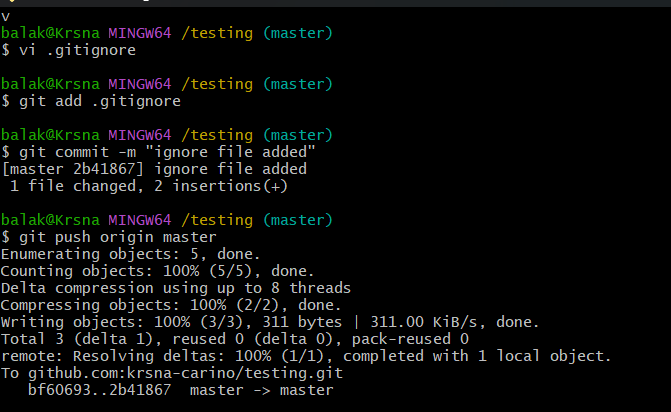 v
balak@Krsna MINGW64 /testing (master)
$ vi .gitignore
balak@Krsna MINGW64 /testing (master)
$ git add .gitignore
balak@Krsna MINGW64 /testing (master)
$ git commit -m "ignore file added"
[master 2b41867] ignore file added
 1 file changed, 2 insertions(+)
balak@Krsna MINGW64 /testing (master)
$ git push origin master
Enumerating objects: 5, done.
Counting objects: 100% (5/5), done.
Delta compression using up to 8 threads
Compressing objects: 100% (2/2), done.
Writing objects: 100% (3/3), 311 bytes | 311.00 KiB/s, done.
Total 3 (delta 1), reused 0 (delta 0), pack-reused 0
remote: Resolving deltas: 100% (1/1), completed with 1 local object.
To github.com:krsna-carino/testing.git
   bf60693..2b41867  master -> master